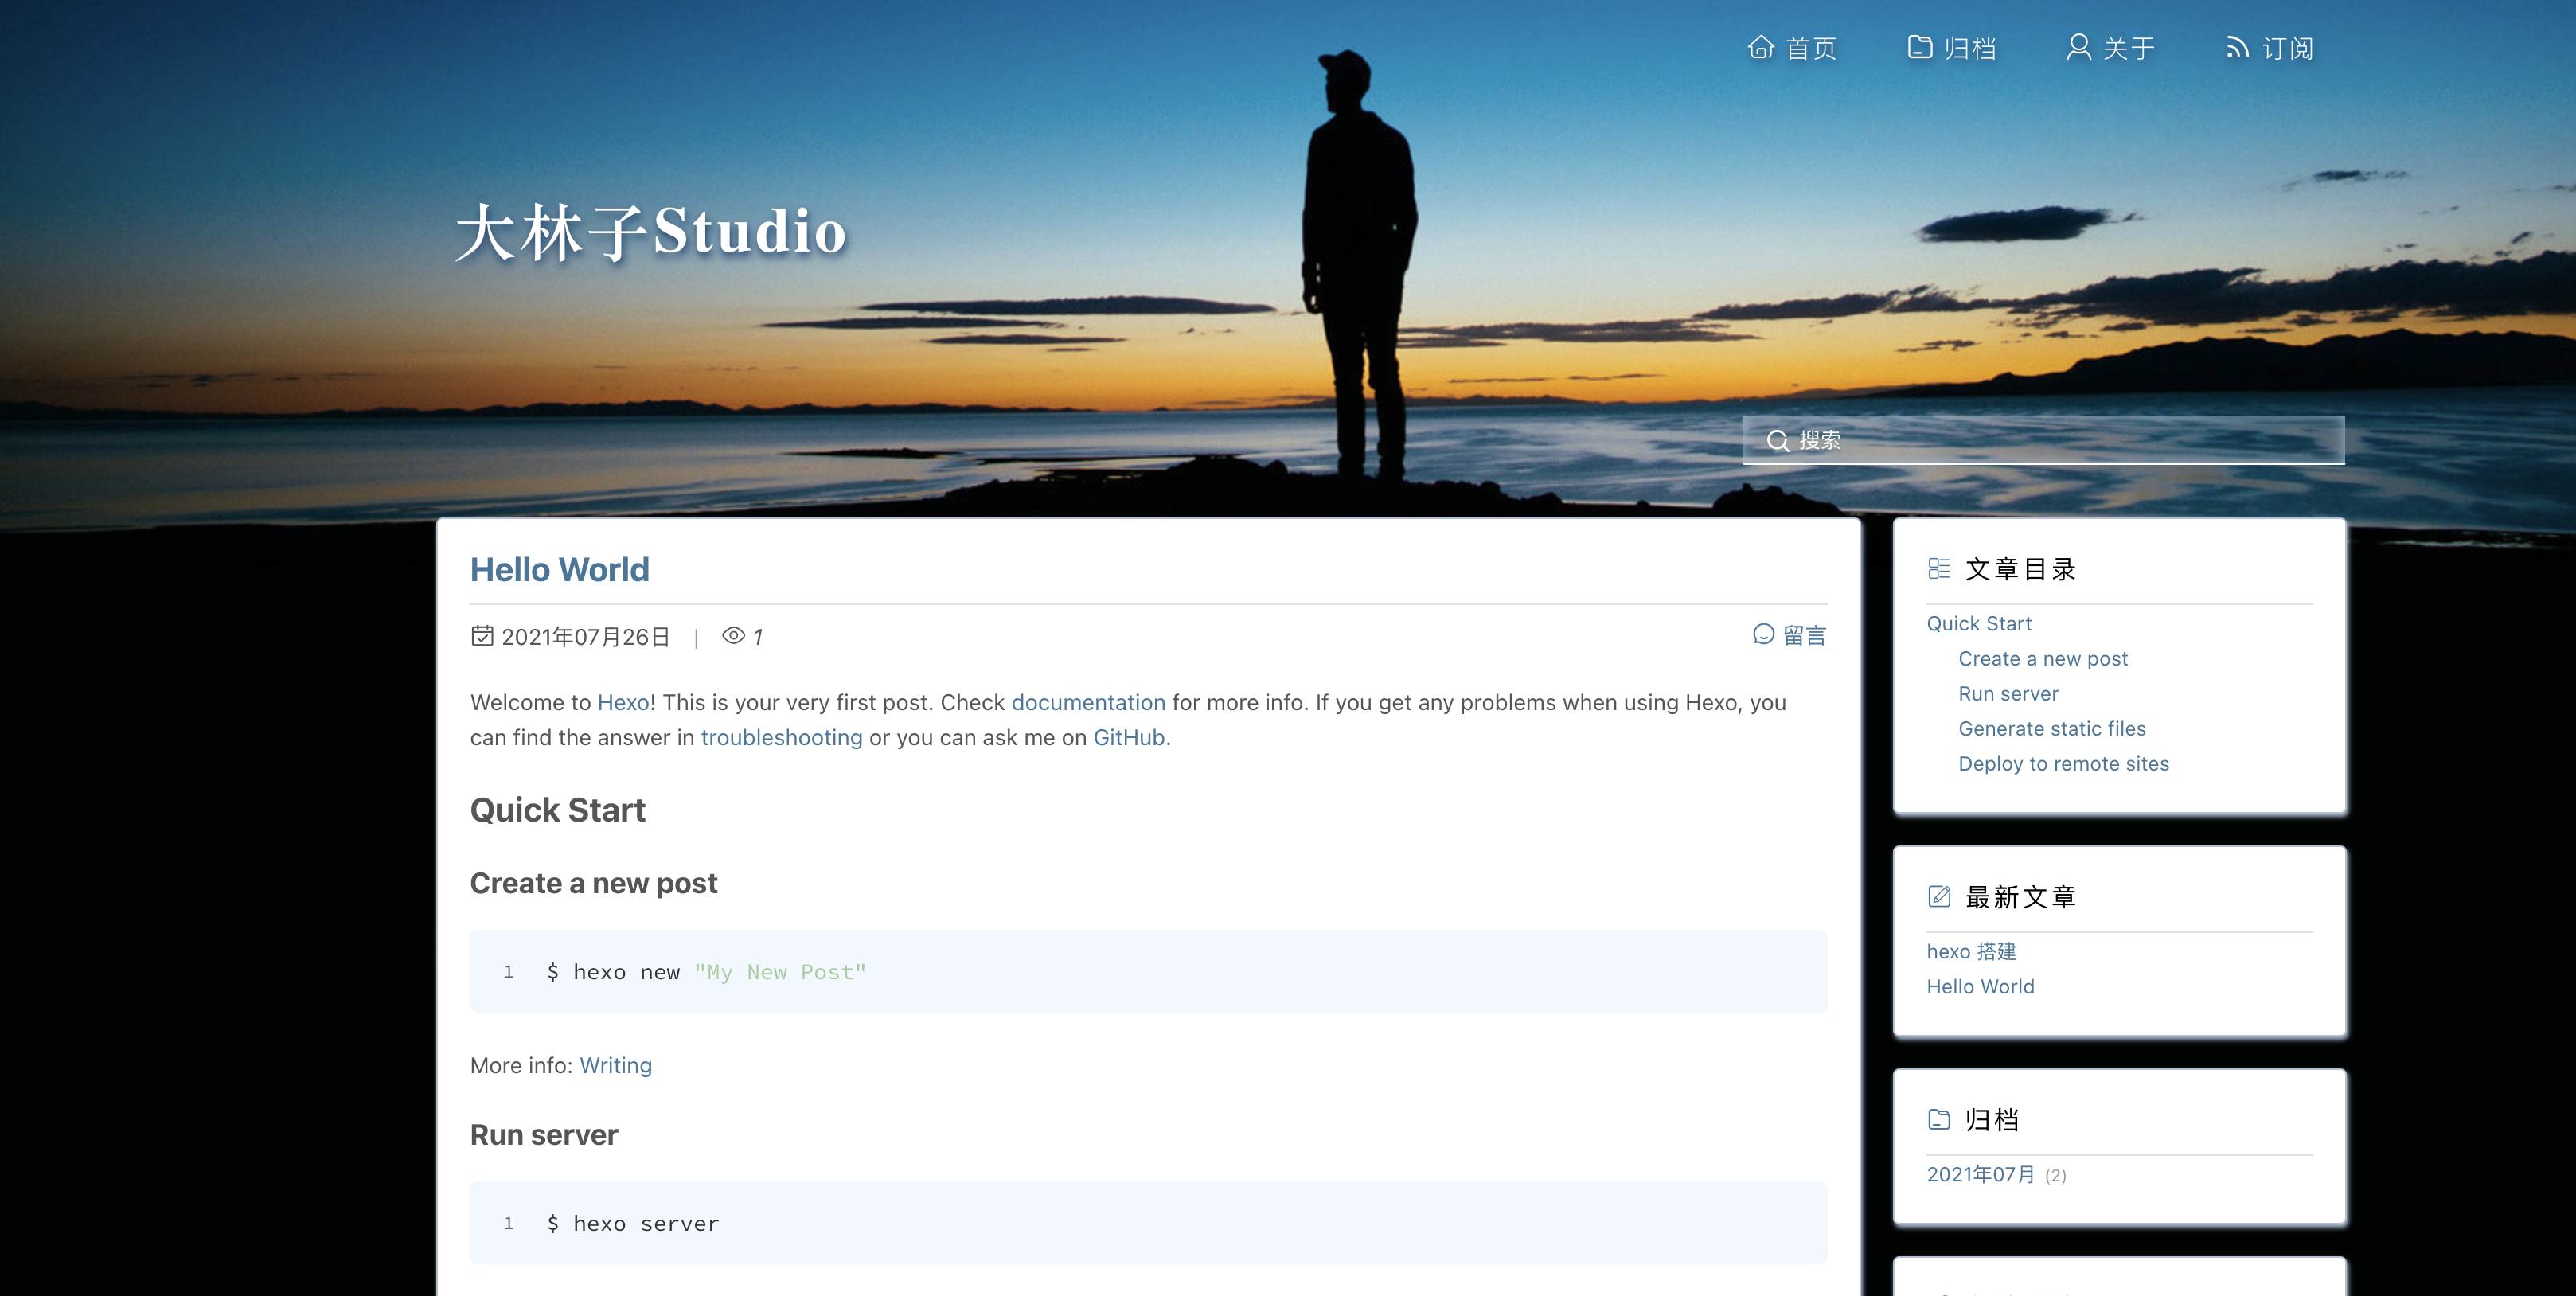 首页 归档 关于 订阅
大林子Studio
搜索
Hello World
2021年07月26日 | 1 留言
Welcome to Hexo! This is your very first post. Check documentation for more info. If you get any problems when using Hexo, you
can find the answer in troubleshooting or you can ask me on GitHub.
Quick Start
Create a new post
1 $ hexo new "My New Post"
More info: Writing
Run server
1 $ hexo server
文章目录
Quick Start
Create a new post
Run server
Generate static files
Deploy to remote sites
最新文章
hexo 搭建
Hello World
归档
2021年07月 (2)